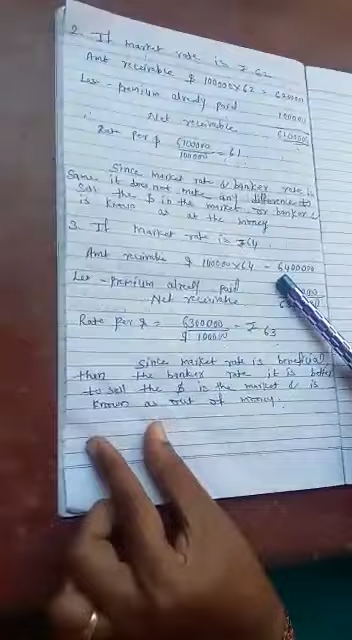 2. If market rate is ₹ 62
Amt receivable $ 100000 x 62 = 6200000
Les - premium already paid 100000
Net receivable 6100000
Rate per $ 6100000 / 100000 = 61
Since market rate & banker rate is
same it does not make any difference to
sell the $ in the market or banker &
is known as at the money
3. If market rate is ₹64
Amt receivable $ 100000 x 64 - 6400000
Les - premium already paid
Net receivable
Rate per $ = 6300000 / $ 100000 = ₹ 63
Since market rate is beneficial
than the banker rate it is better
to sell the $ is the market & is
known as out of money.